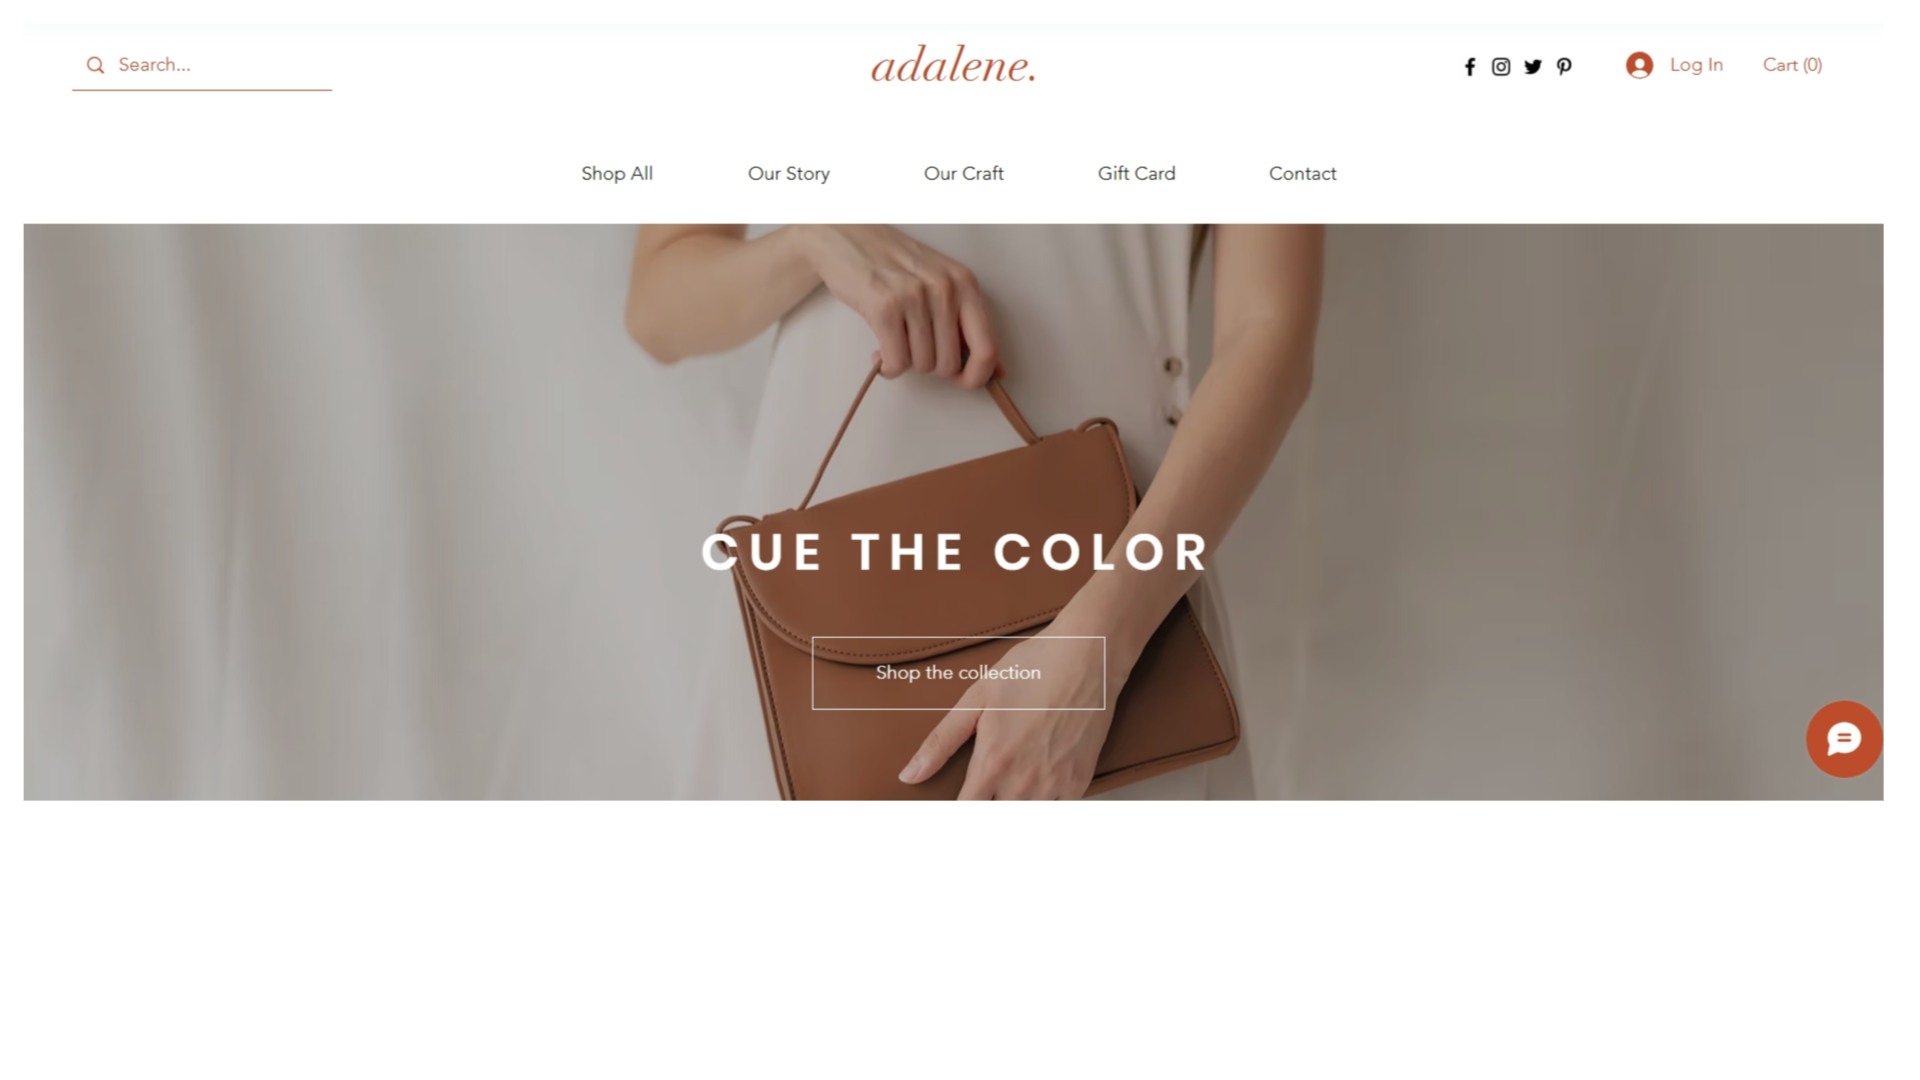 Search...
adalene.
Log In
Cart (0)
Shop All
Our Story
Our Craft
Gift Card
Contact
CUE THE COLOR
Shop the collection